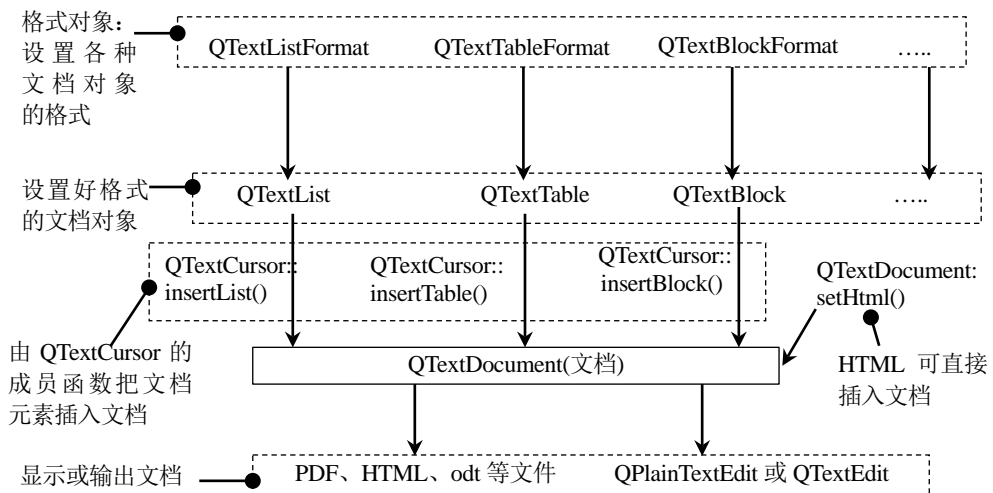 格式对象：
设置各种
文档对象
的格式
QTextListFormat
QTextTableFormat
QTextBlockFormat
…..
设置好格式
的文档对象
QTextList
QTextTable
QTextBlock
…..
QTextCursor::
insertList()
QTextCursor::
insertTable()
QTextCursor::
insertBlock()
QTextDocument:
setHtml()
由 QTextCursor 的
成员函数把文档
元素插入文档
QTextDocument(文档)
HTML 可直接
插入文档
显示或输出文档
PDF、HTML、odt 等文件
QPlainTextEdit 或 QTextEdit